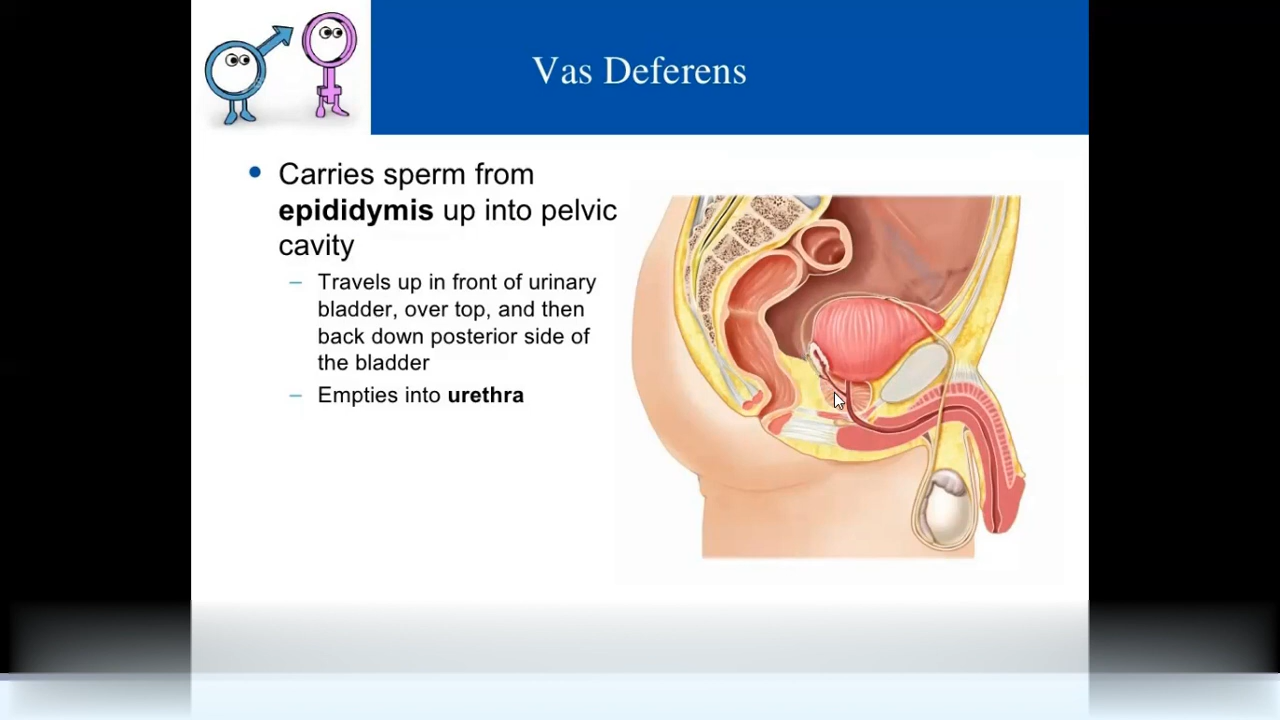 Vas Deferens
• Carries sperm from
epididymis up into pelvic
cavity
– Travels up in front of urinary
bladder, over top, and then
back down posterior side of
the bladder
– Empties into urethra